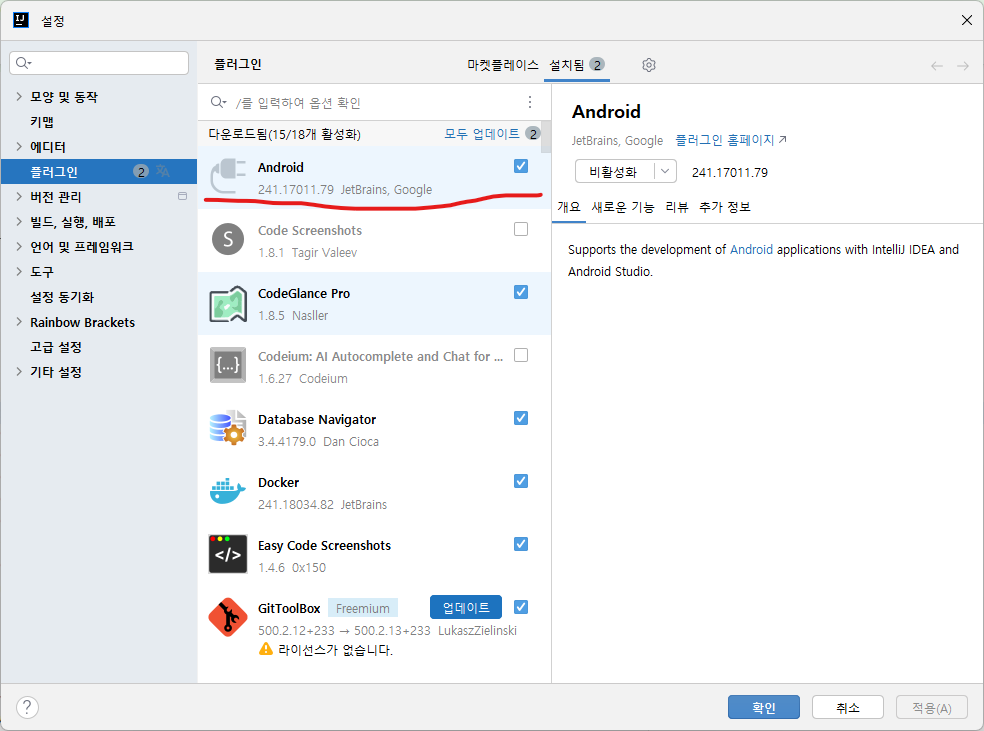 설정
플러그인
마켓플레이스 설치됨 2
모양 및 동작
키맵
에디터
플러그인 2
버전 관리
빌드, 실행, 배포
언어 및 프레임워크
도구
설정 동기화
Rainbow Brackets
고급 설정
기타 설정
/를 입력하여 옵션 확인
다운로드됨(15/18개 활성화) 모두 업데이트 2
Android
241.17011.79 JetBrains, Google
S
Code Screenshots
1.8.1 Tagir Valeev
CodeGlance Pro
1.8.5 Nasller
{...}
Codeium: AI Autocomplete and Chat for ...
1.6.27 Codeium
Database Navigator
3.4.4179.0 Dan Cioca
Docker
241.18034.82 JetBrains
</>
Easy Code Screenshots
1.4.6 0x150
GitToolBox Freemium 업데이트
500.2.12+233 → 500.2.13+233 LukaszZielinski
라이선스가 없습니다.
Android
JetBrains, Google 플러그인 홈페이지 ↗
비활성화 241.17011.79
개요 새로운 기능 리뷰 추가 정보
Supports the development of Android applications with IntelliJ IDEA and
Android Studio.
?
확인 취소 적용(A)